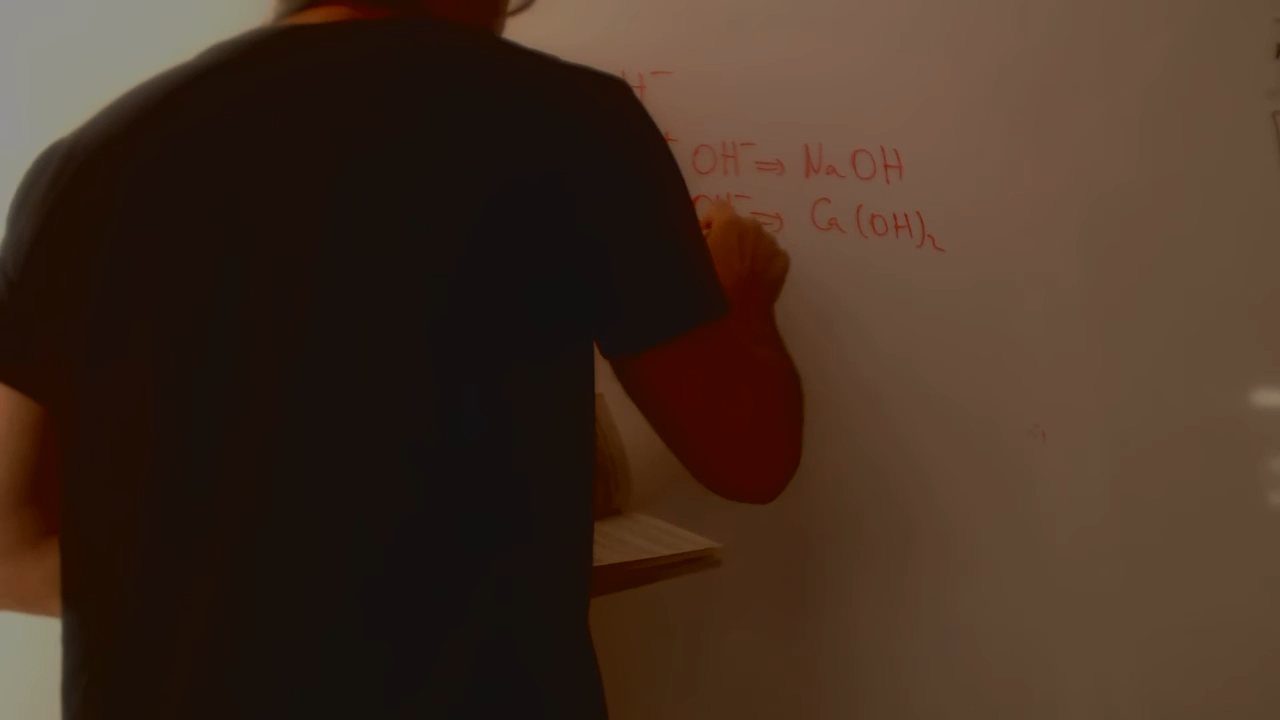 H⁻
⁺ OH⁻ ⇒ NaOH
OH⁻ ⇒ Ca(OH)₂